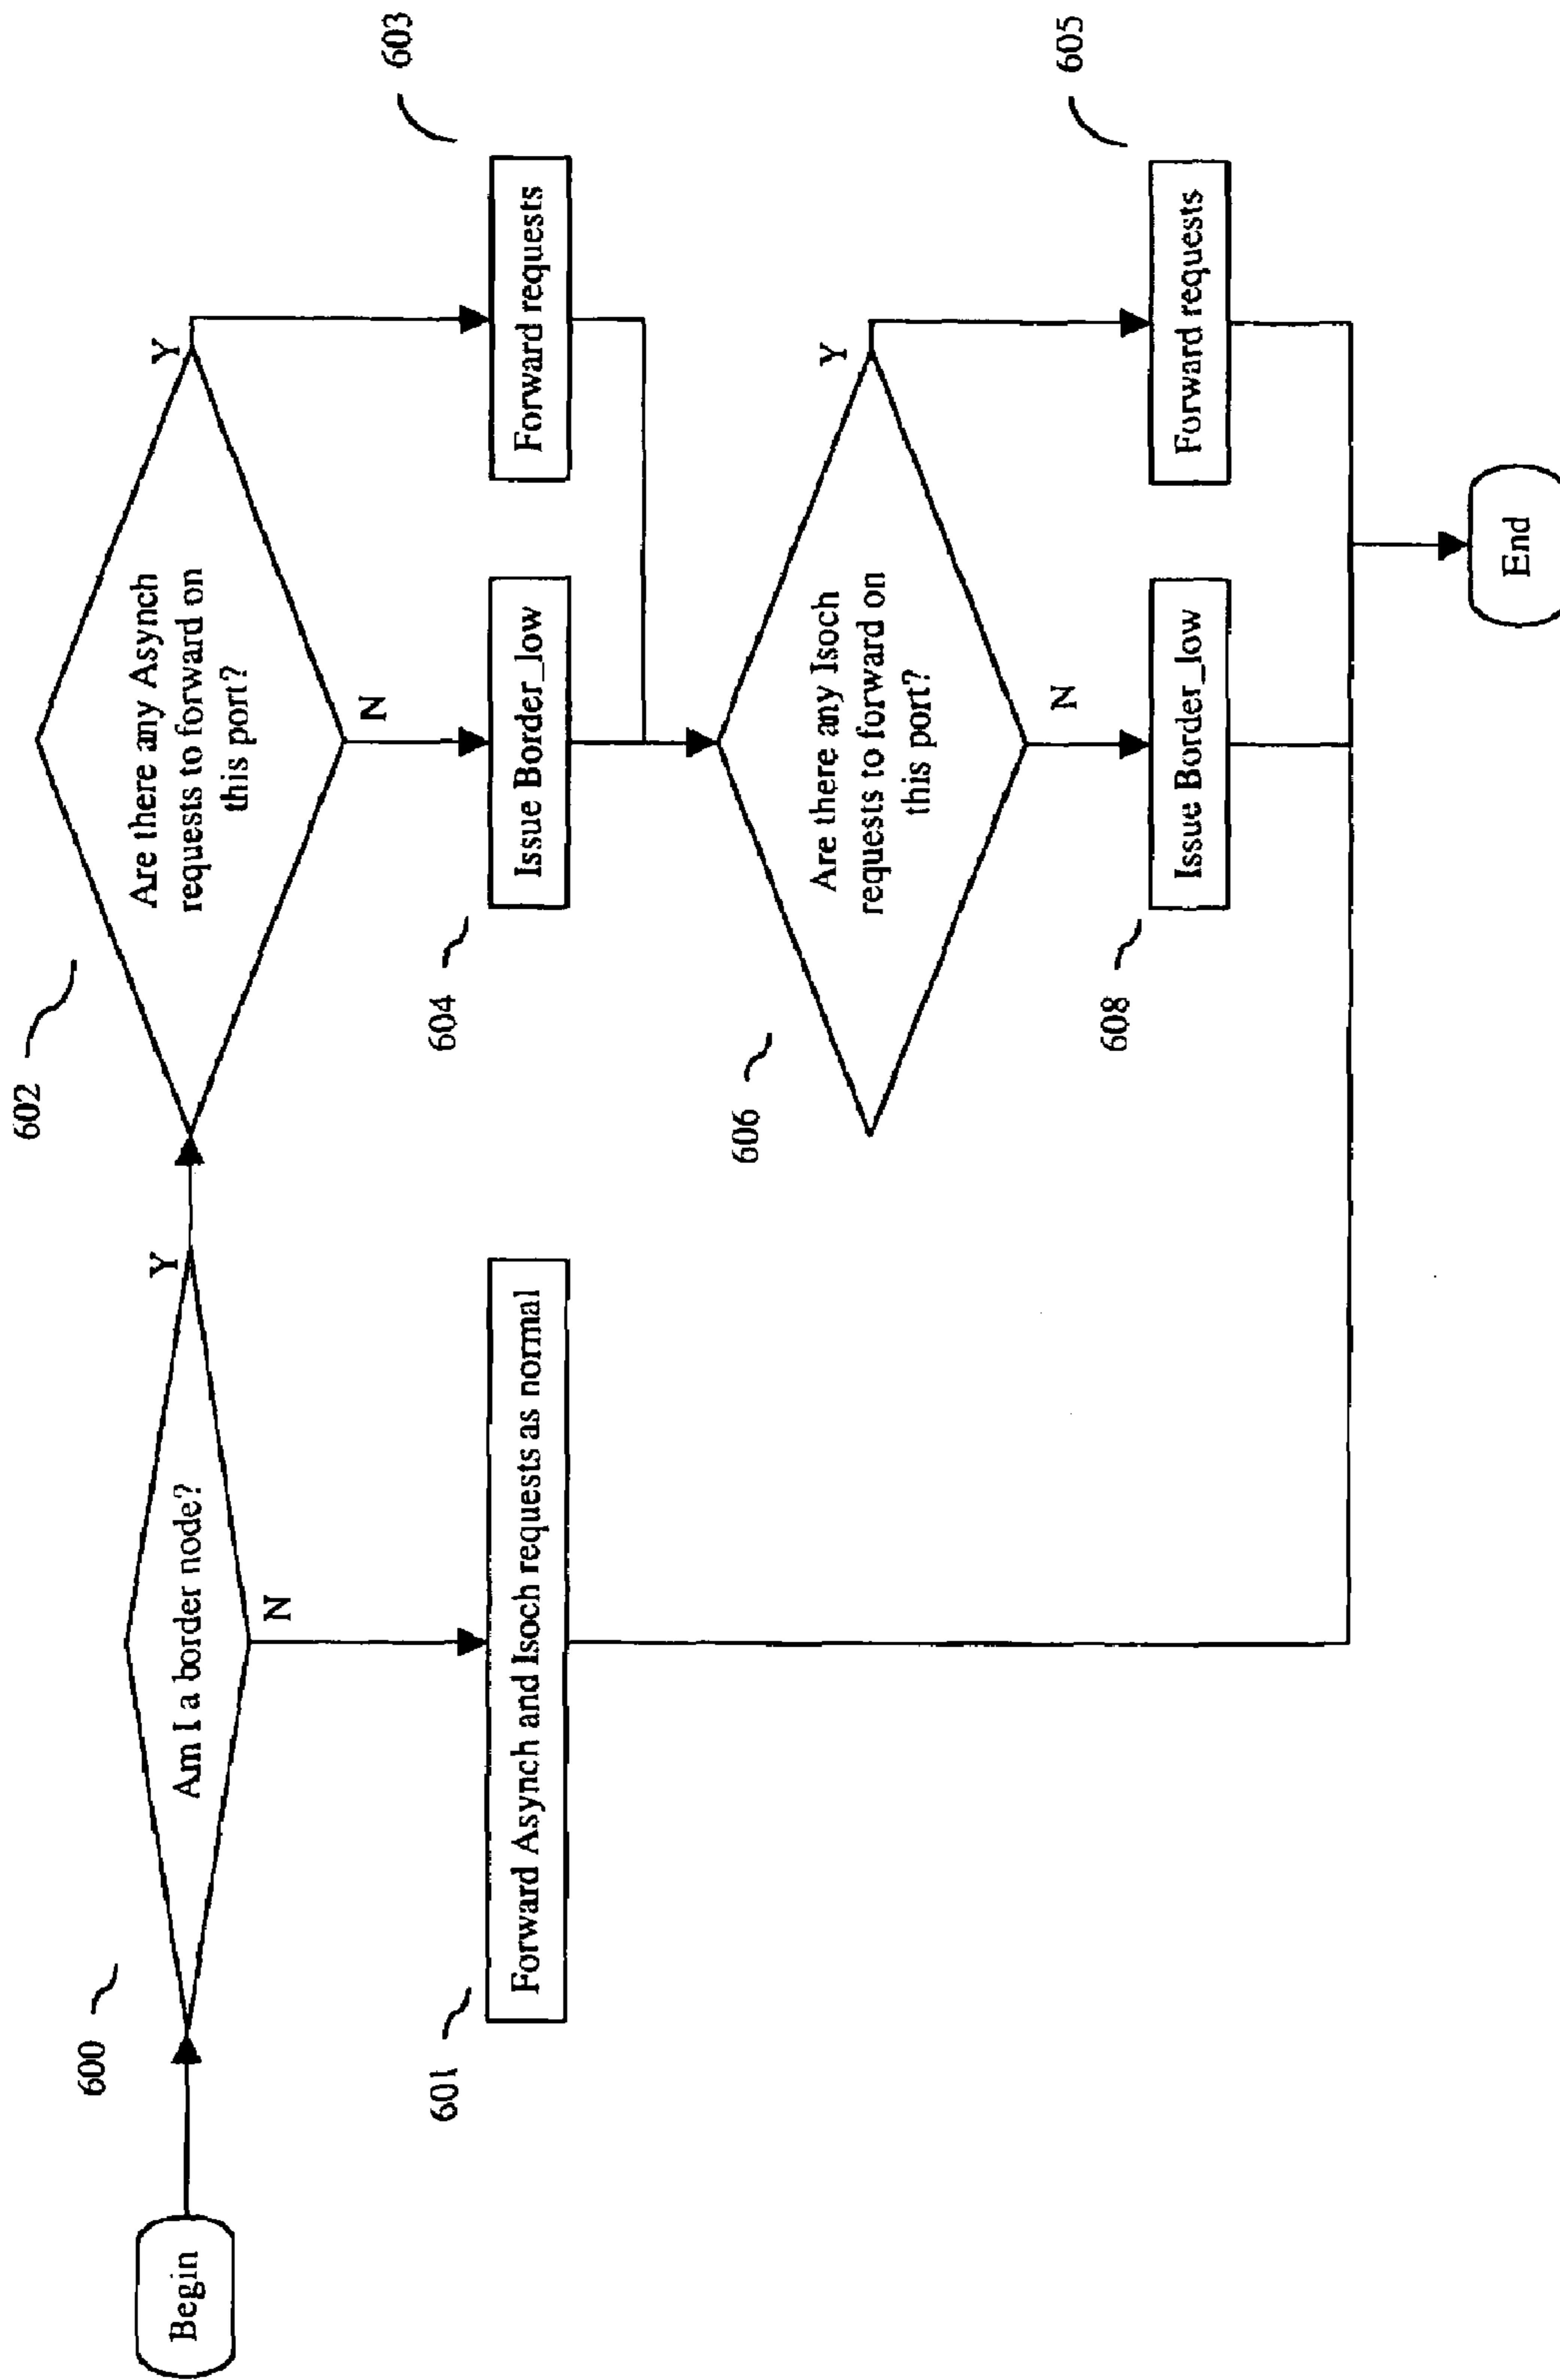 Begin
600
Am I a border node?
Y
N
601
Forward Asynch and Isoch requests as normal
602
Are there any Asynch
requests to forward on
this port?
Y
N
603
Forward requests
604
Issue Border_low
606
Are there any Isoch
requests to forward on
this port?
Y
N
605
Forward requests
608
Issue Border_low
End